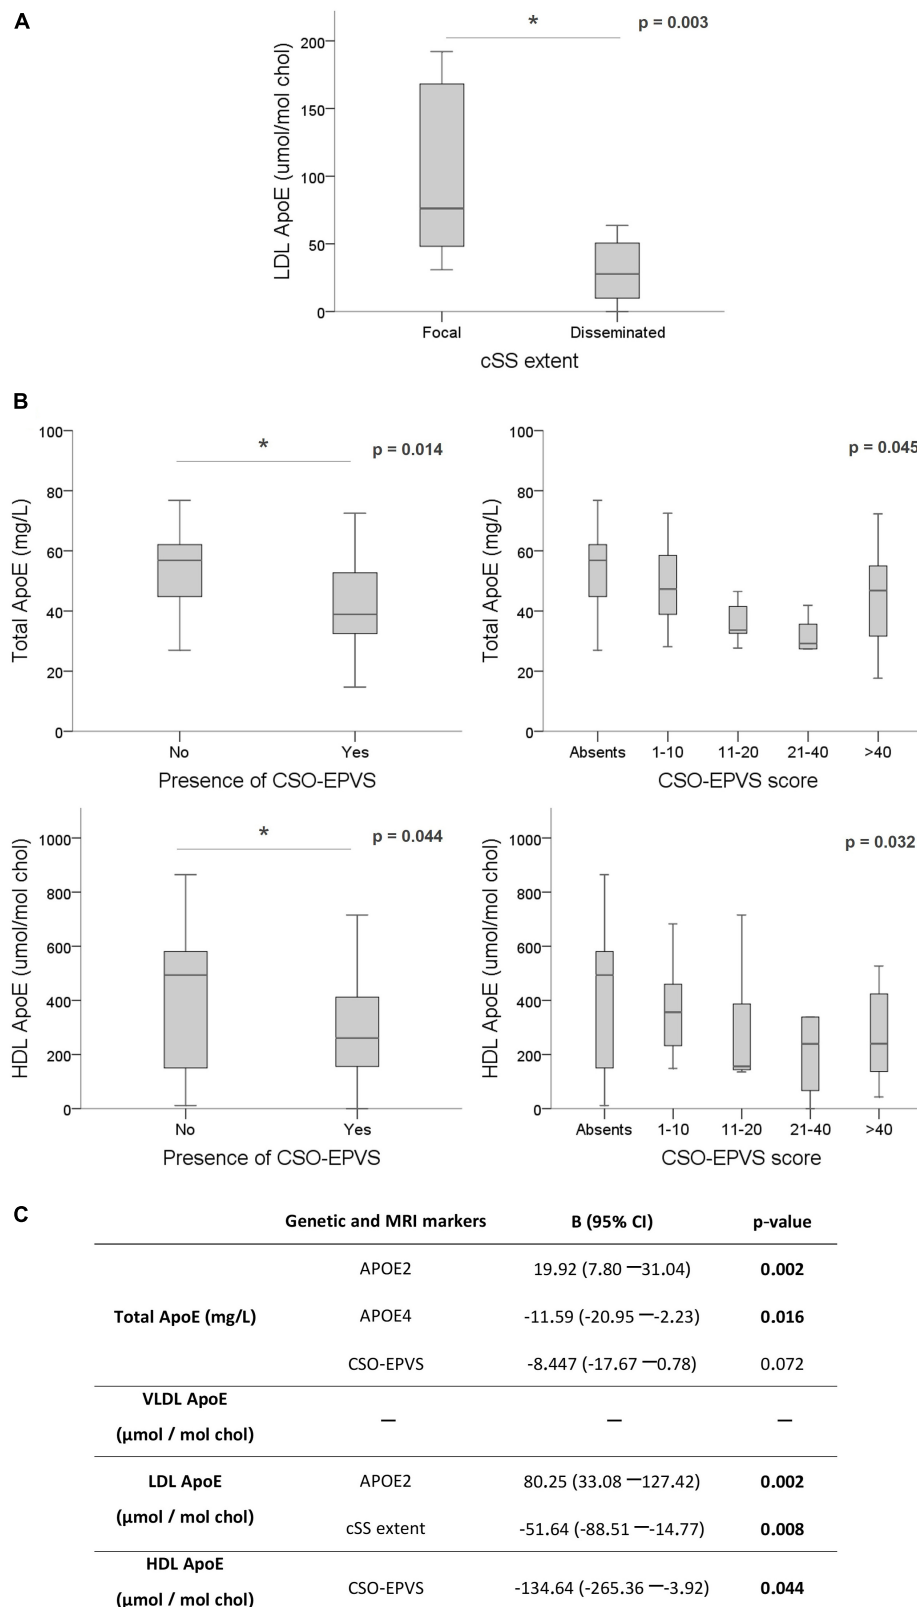 A
*
p = 0.003
LDL ApoE (umol/mol chol)
200
150
100
50
0
Focal
Disseminated
cSS extent
B
Total ApoE (mg/L)
100
80
60
40
20
0
*
p = 0.014
No
Yes
Presence of CSO-EPVS
Total ApoE (mg/L)
100
80
60
40
20
0
p = 0.045
Absents
1-10
11-20
21-40
>40
CSO-EPVS score
HDL ApoE (umol/mol chol)
1000
800
600
400
200
0
*
p = 0.044
No
Yes
Presence of CSO-EPVS
HDL ApoE (umol/mol chol)
1000
800
600
400
200
0
p = 0.032
Absents
1-10
11-20
21-40
>40
CSO-EPVS score
C
Genetic and MRI markers B (95% CI) p-value
APOE2 19.92 (7.80 —31.04) 0.002
Total ApoE (mg/L) APOE4 -11.59 (-20.95 —-2.23) 0.016
CSO-EPVS -8.447 (-17.67 —0.78) 0.072
VLDL ApoE
(µmol / mol chol) — — —
LDL ApoE APOE2 80.25 (33.08 —127.42) 0.002
(µmol / mol chol)
cSS extent -51.64 (-88.51 —-14.77) 0.008
HDL ApoE
CSO-EPVS -134.64 (-265.36 —-3.92) 0.044
(µmol / mol chol)